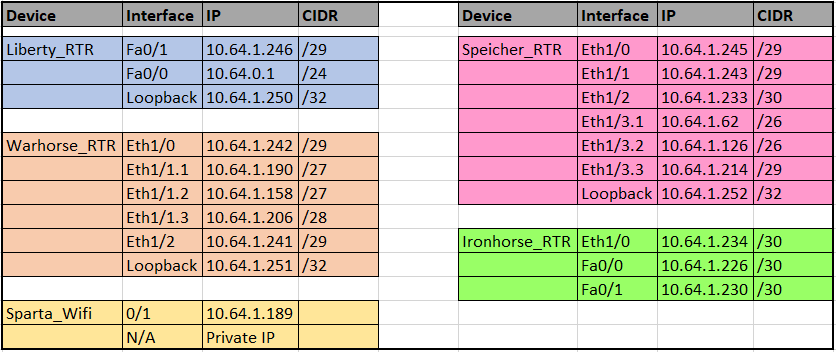 Device Interface IP CIDR Device Interface IP CIDR
Liberty_RTR Fa0/1 10.64.1.246 /29 Speicher_RTR Eth1/0 10.64.1.245 /29
Fa0/0 10.64.0.1 /24 Eth1/1 10.64.1.243 /29
Loopback 10.64.1.250 /32 Eth1/2 10.64.1.233 /30
Eth1/3.1 10.64.1.62 /26
Warhorse_RTR Eth1/0 10.64.1.242 /29 Eth1/3.2 10.64.1.126 /26
Eth1/1.1 10.64.1.190 /27 Eth1/3.3 10.64.1.214 /29
Eth1/1.2 10.64.1.158 /27 Loopback 10.64.1.252 /32
Eth1/1.3 10.64.1.206 /28
Eth1/2 10.64.1.241 /29 Ironhorse_RTR Eth1/0 10.64.1.234 /30
Loopback 10.64.1.251 /32 Fa0/0 10.64.1.226 /30
Fa0/1 10.64.1.230 /30
Sparta_Wifi 0/1 10.64.1.189
N/A Private IP